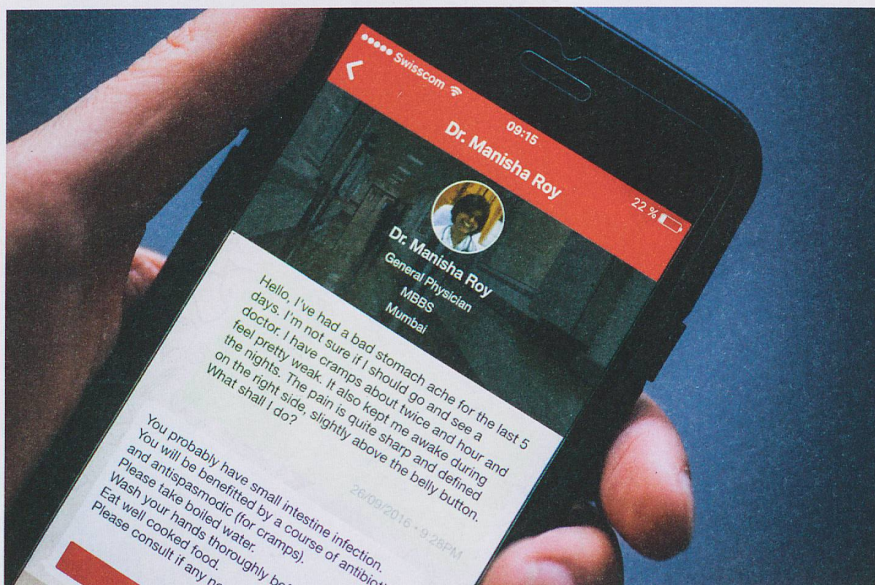 Swisscom
09:15
22 %
Dr. Manisha Roy
Dr. Manisha Roy
General Physician
MBBS
Mumbai
Hello, I've had a bad stomach ache for the last 5
days. I'm not sure if I should go and see a
doctor. I have cramps about twice and hour and
feel pretty weak. It also kept me awake during
the nights. The pain is quite sharp and defined
on the right side, slightly above the belly button.
What shall I do?
26/09/2016 • 9:28PM
You probably have small intestine infection.
You will be benefitted by a course of
and antispasmodic (for cramps).
Please take boiled water.
Wash your hands thoroughly
Eat well cooked food.
Please consult if any